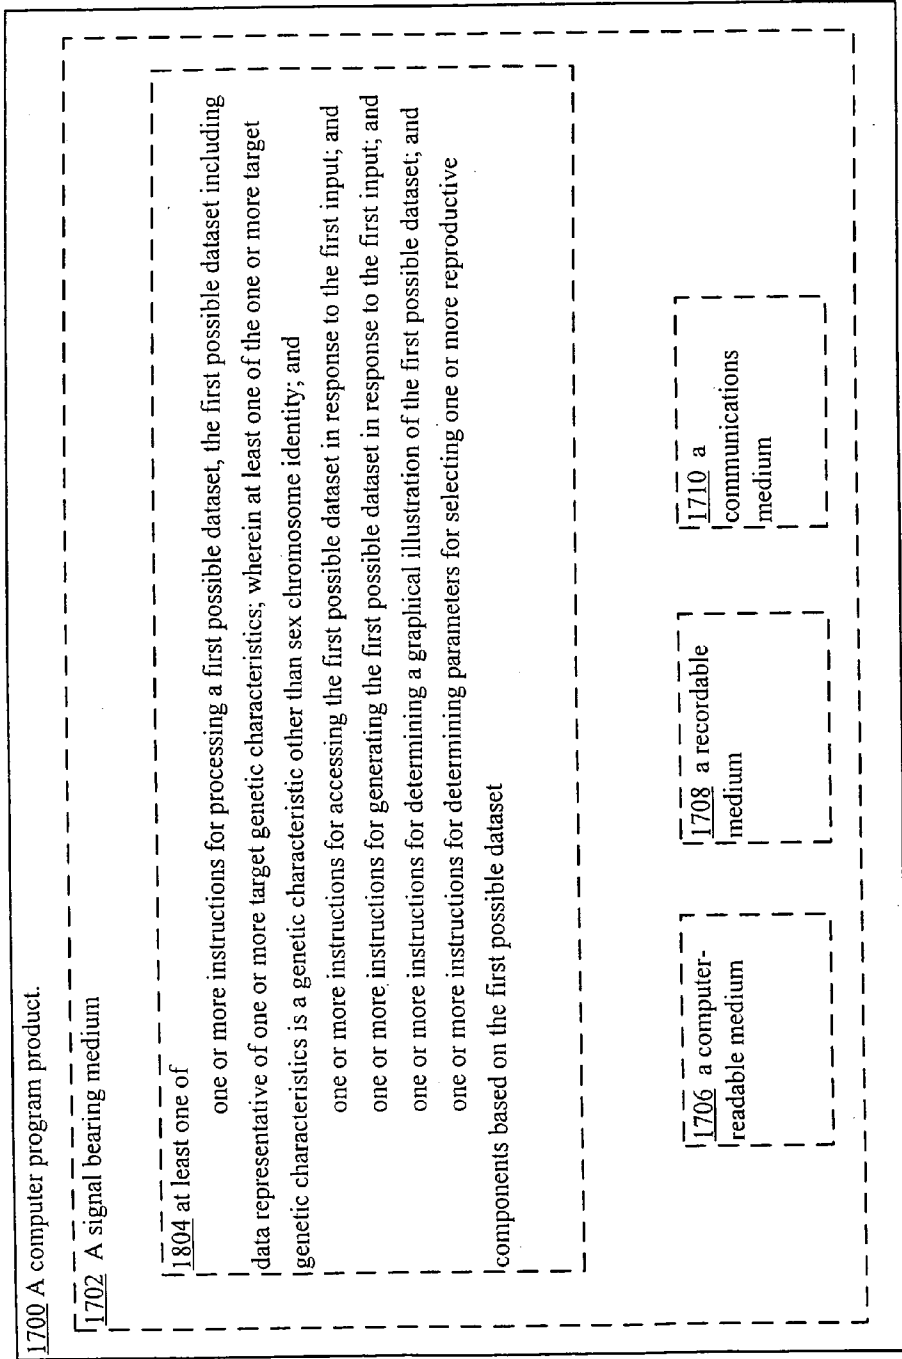 1700 A computer program product.
1702 A signal bearing medium
1804 at least of
one or more instructions for processing a first possible dataset, the first possible dataset including
data representative of one or more target genetic characteristics; wherein at least one of the one or more target
genetic characteristics is a genetic characteristic other than sex chromosome identity; and
one or more instructions for accessing the first possible dataset in response to the first input; and
one or more instructions for generating the first possible dataset in response to the first input; and
one or more instructions for determining a graphical illustration of the first possible dataset; and
one or more instructions for determining parameters for selecting one or more reproductive
components based on the first possible dataset
1706 a computer-
readable medium
1708 a recordable
medium
1710 a
communications
medium